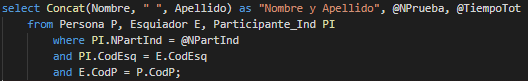 select Concat(Nombre, " ", Apellido) as "Nombre y Apellido", @NPrueba, @TiempoTot
from Persona P, Esquiador E, Participante_Ind PI
where PI.NPartInd = @NPartInd
and PI.CodEsq = E.CodEsq
and E.CodP = P.CodP;